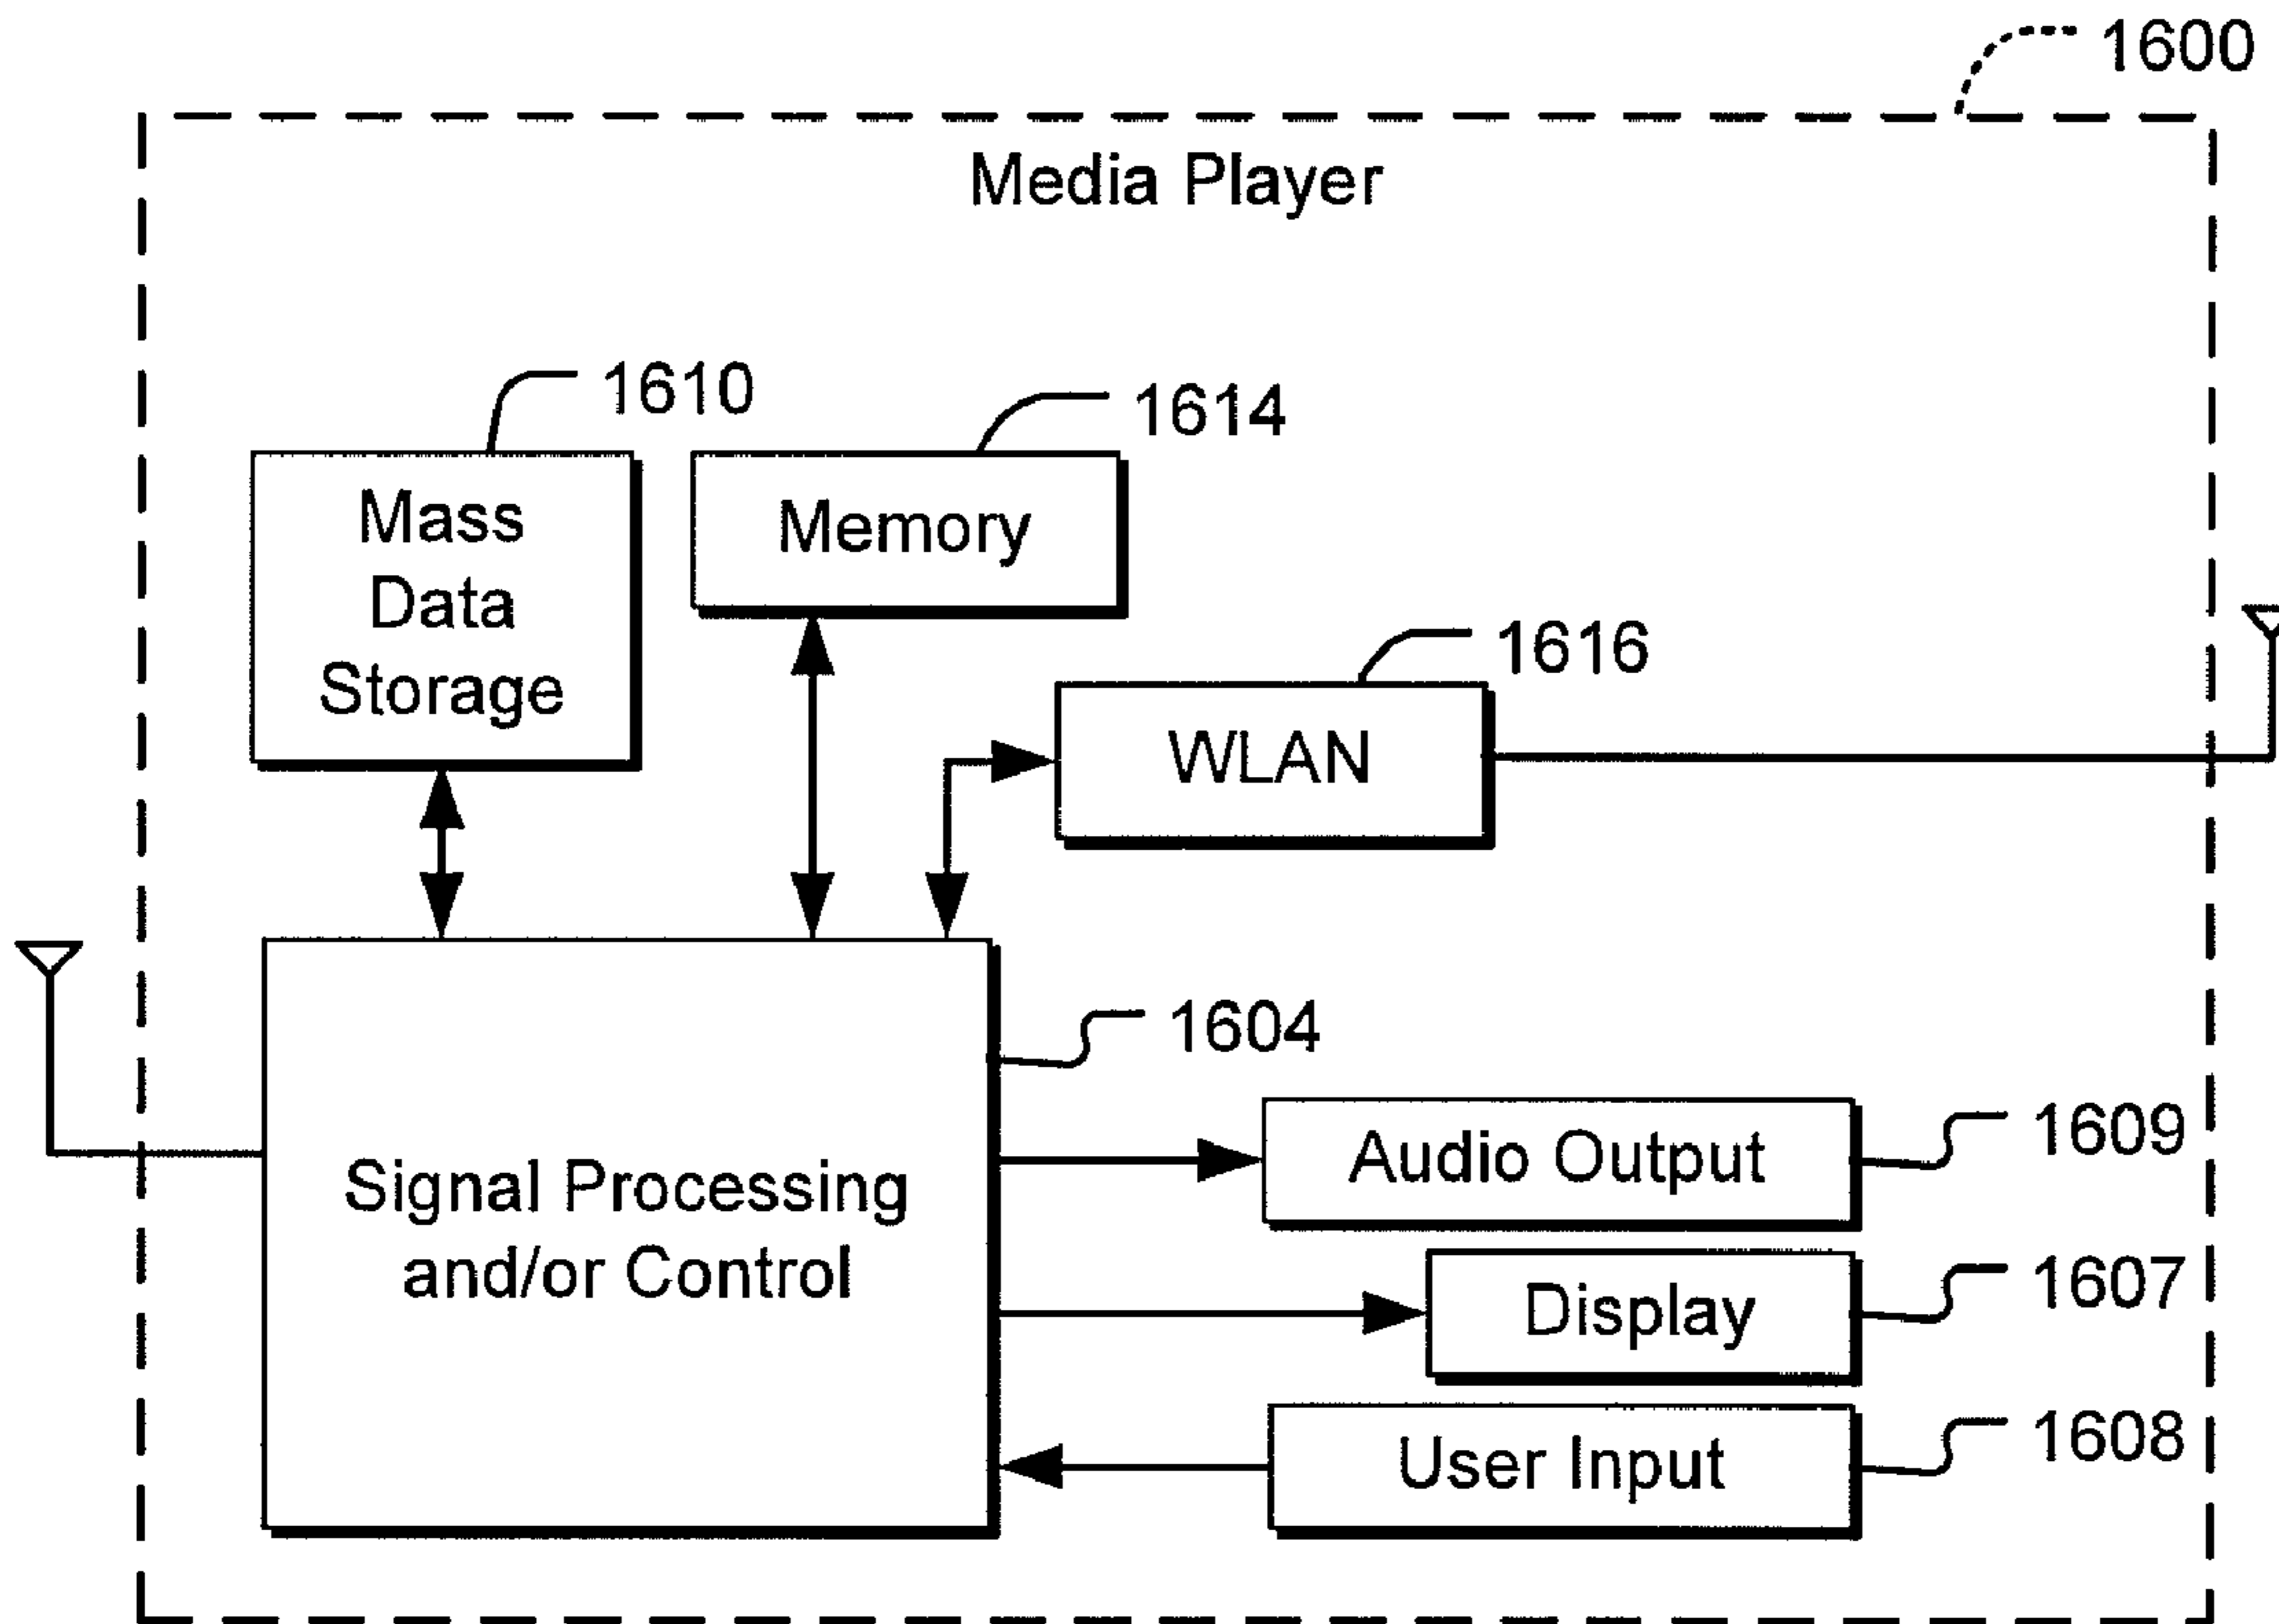 1600
Media Player
1610
1614
Mass
Data
Storage
Memory
1616
WLAN
1604
Signal Processing
and/or Control
Audio Output
1609
Display
1607
User Input
1608